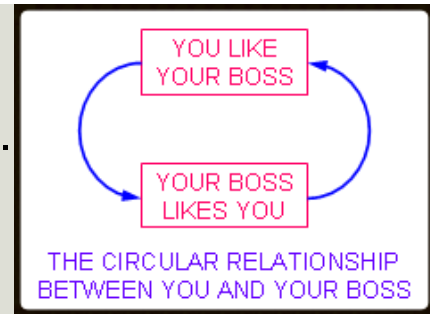 YOU LIKE
YOUR BOSS
YOUR BOSS
LIKES YOU
THE CIRCULAR RELATIONSHIP
BETWEEN YOU AND YOUR BOSS